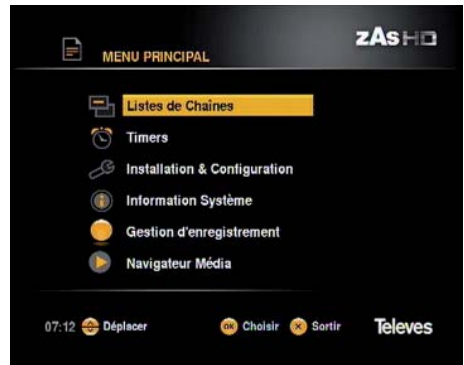 zAs HD
MENU PRINCIPAL
Listes de Chaînes
Timers
Installation & Configuration
Information Système
Gestion d'enregistrement
Navigateur Média
07:12 Déplacer OK Choisir x Sortir Televes